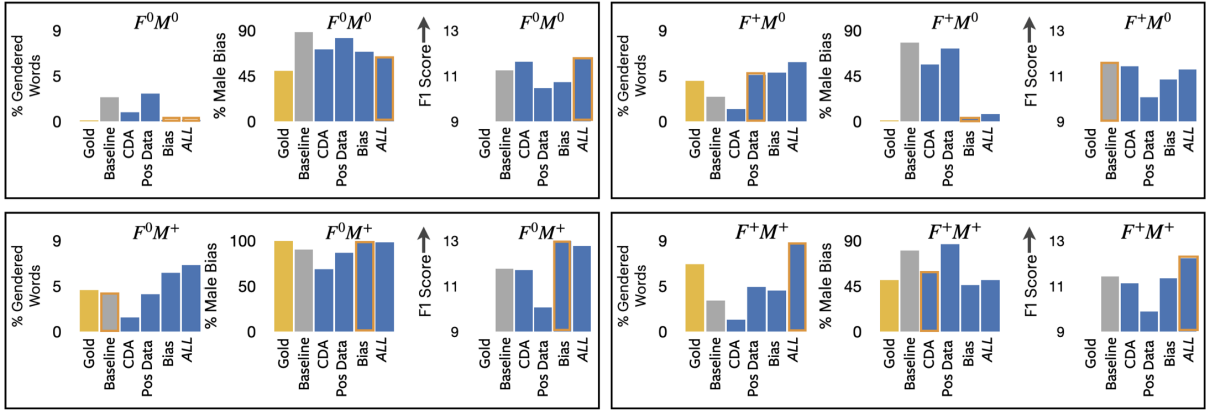 F⁰M⁰
F⁰M⁰
F⁰M⁰
% Gendered
Words
9
5
0
Gold
Baseline
CDA
Pos Data
Bias
ALL
% Male Bias
90
45
0
Gold
Baseline
CDA
Pos Data
Bias
ALL
F1 Score
13
11
9
Gold
Baseline
CDA
Pos Data
Bias
ALL
F⁺M⁰
F⁺M⁰
F⁺M⁰
% Gendered
Words
9
5
0
Gold
Baseline
CDA
Pos Data
Bias
ALL
% Male Bias
90
45
0
Gold
Baseline
CDA
Pos Data
Bias
ALL
F1 Score
13
11
9
Gold
Baseline
CDA
Pos Data
Bias
ALL
F⁰M⁺
F⁰M⁺
F⁰M⁺
% Gendered
Words
9
5
0
Gold
Baseline
CDA
Pos Data
Bias
ALL
% Male Bias
100
50
0
Gold
Baseline
CDA
Pos Data
Bias
ALL
F1 Score
13
11
9
Gold
Baseline
CDA
Pos Data
Bias
ALL
F⁺M⁺
F⁺M⁺
F⁺M⁺
% Gendered
Words
9
5
0
Gold
Baseline
CDA
Pos Data
Bias
ALL
% Male Bias
90
45
0
Gold
Baseline
CDA
Pos Data
Bias
ALL
F1 Score
13
11
9
Gold
Baseline
CDA
Pos Data
Bias
ALL